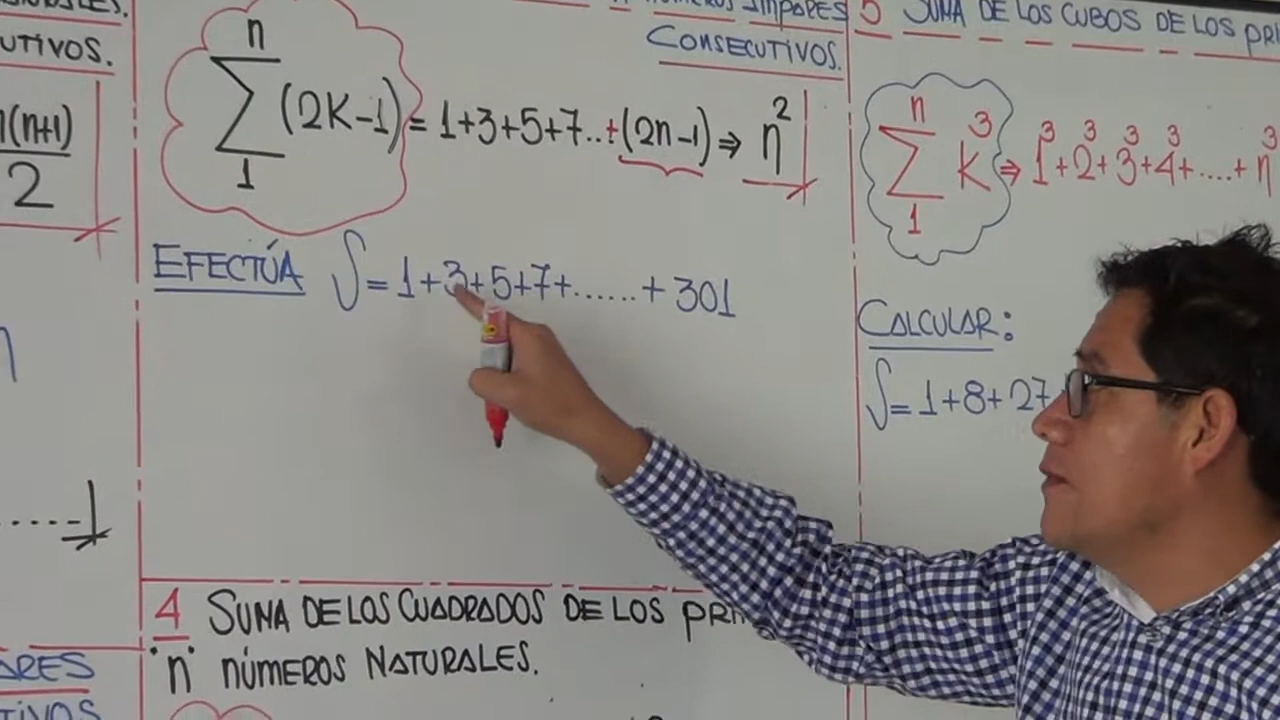 UTIVOS.
n(n+1)
2
n
.....1
IMPARES
CONSECUTIVOS.
n
∑ (2K-1) = 1+3+5+7..+(2n-1) ⇒ n²
1
EFECTÚA S=1+3+5+7+......+301
4 SUMA DE LOS CUADRADOS DE LOS PRI
"n" NÚMEROS NATURALES.
5 SUMA DE LOS CUBOS DE LOS PRI
n
∑ K³ ⇒ 1³+2³+3³+4³+....+n³
1
CALCULAR:
S=1+8+27